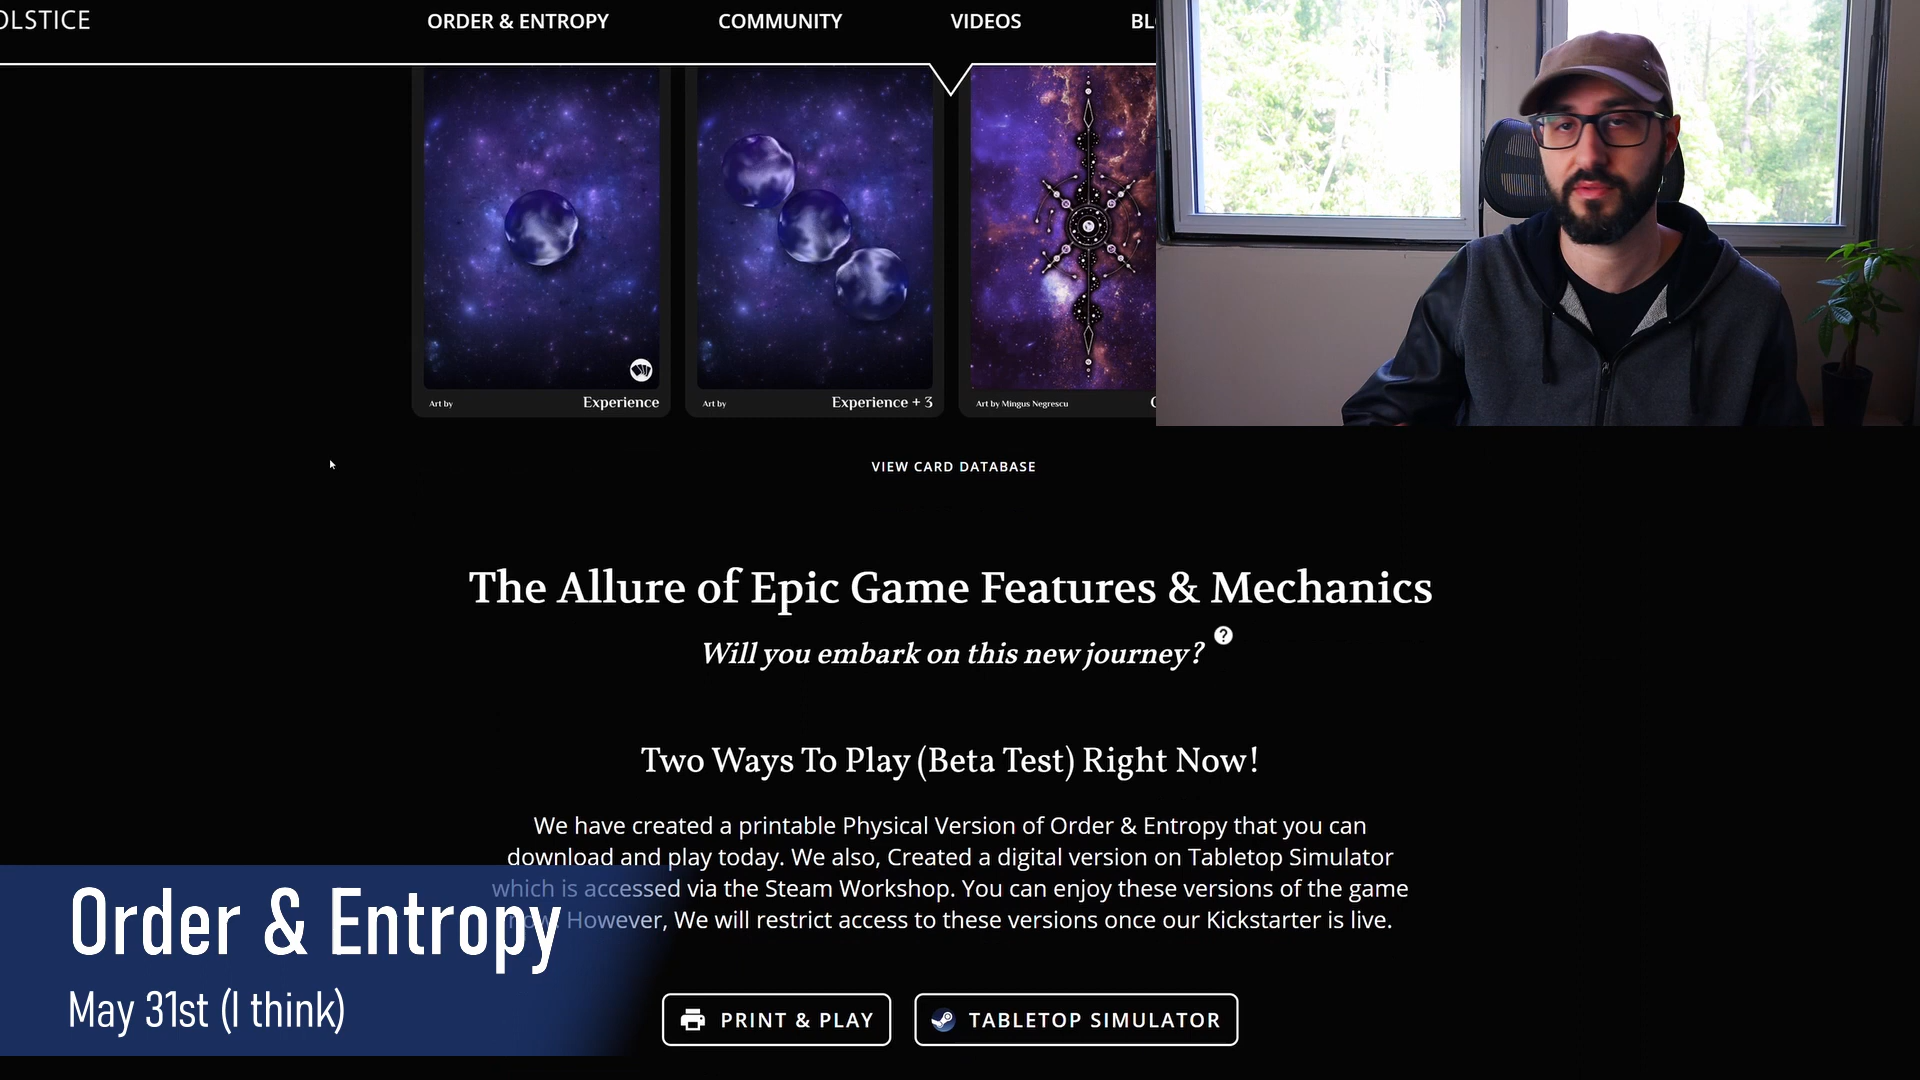 OLSTICE
ORDER & ENTROPY
COMMUNITY
VIDEOS
BL
Art by
Experience
Art by
Experience + 3
Art by Mingus Negrescu
VIEW CARD DATABASE
The Allure of Epic Game Features & Mechanics
Will you embark on this new journey? ?
Two Ways To Play (Beta Test) Right Now!
We have created a printable Physical Version of Order & Entropy that you can
download and play today. We also, Created a digital version on Tabletop Simulator
which is accessed via the Steam Workshop. You can enjoy these versions of the game
However, We will restrict access to these versions once our Kickstarter is live.
PRINT & PLAY
TABLETOP SIMULATOR
Order & Entropy
May 31st (I think)